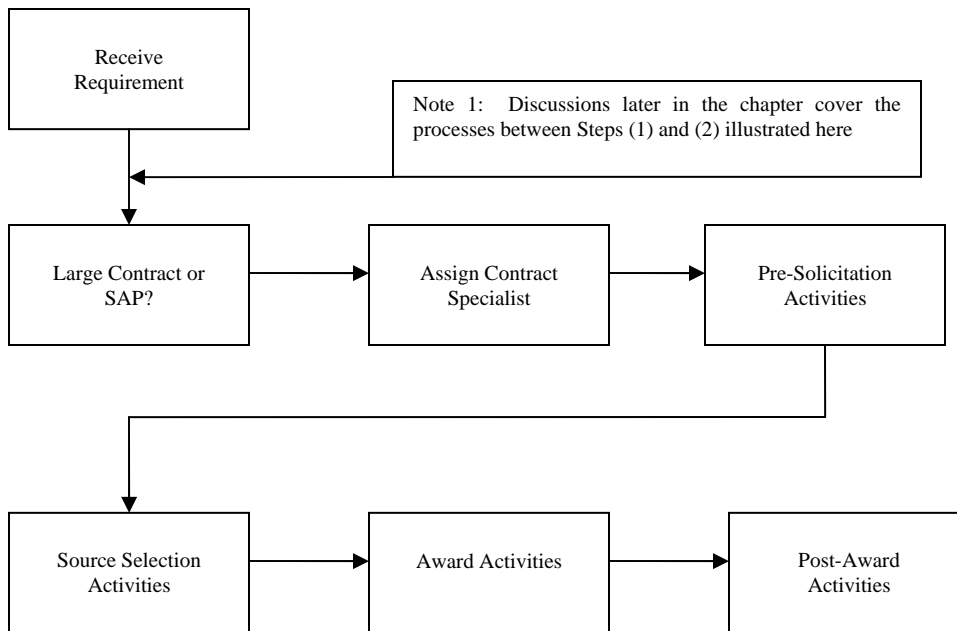 Receive
Requirement
Note 1: Discussions later in the chapter cover the
processes between Steps (1) and (2) illustrated here
Large Contract or
SAP?
Assign Contract
Specialist
Pre-Solicitation
Activities
Source Selection
Activities
Award Activities
Post-Award
Activities